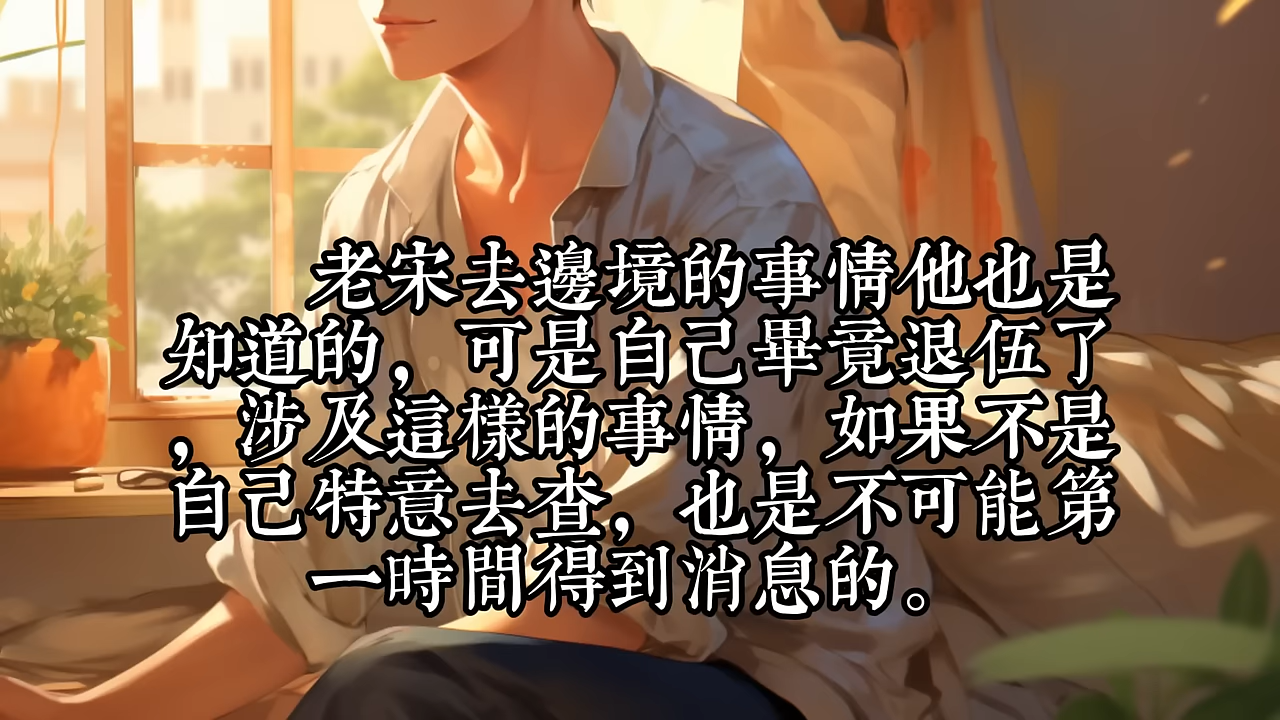 老宋去邊境的事情他也是
知道的，可是自己畢竟退伍了
，涉及這樣的事情，如果不是
自己特意去查，也是不可能第
一時間得到消息的。